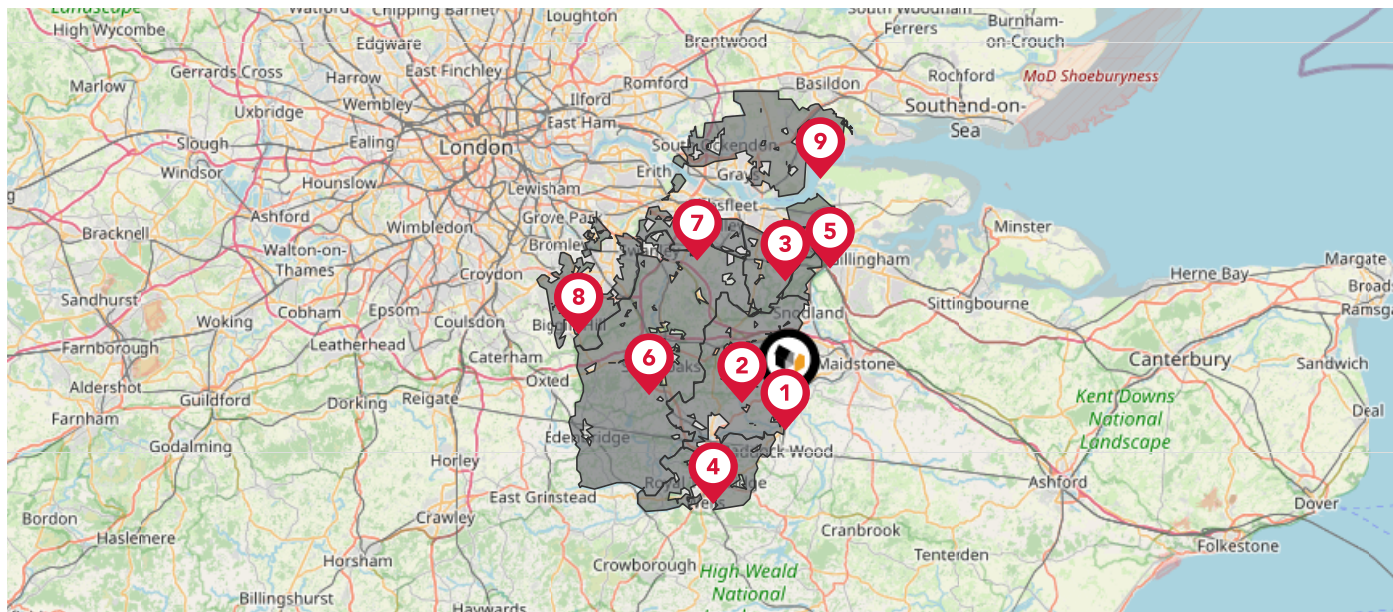 Landscape
High Wycombe
Watford
Chipping Barnet
Loughton
South Woodham
Ferrers
Burnham-
on-Crouch
Edgware
Brentwood
Marlow
Gerrards Cross
Harrow
East Finchley
Romford
Basildon
Rochford
MoD Shoeburyness
Uxbridge
Wembley
Ilford
Southend-on-
Sea
East Ham
Slough
Ealing
London
9
Windsor
Erith
Grays
Hounslow
Lewisham
Ashford
Wimbledon
Grove Park
7
5
Minster
Bracknell
Walton-on-
Thames
Bromley
3
Croydon
Herne Bay
Margate
Sandhurst
Cobham
Epsom
Coulsdon
8
Biggin Hill
Snodland
Sittingbourne
Woking
Farnborough
Leatherhead
Caterham
6
2
Maidstone
Canterbury
Sandwich
Aldershot
Guildford
Dorking
Reigate
Oxted
1
Kent Downs
National
Landscape
Farnham
Deal
Godalming
Edenbridge
Horley
4
East Grinstead
Ashford
Bordon
Crawley
Dover
Haslemere
Cranbrook
Folkestone
Horsham
Crowborough
Tenterden
High Weald
National
Billingshurst
Haywards